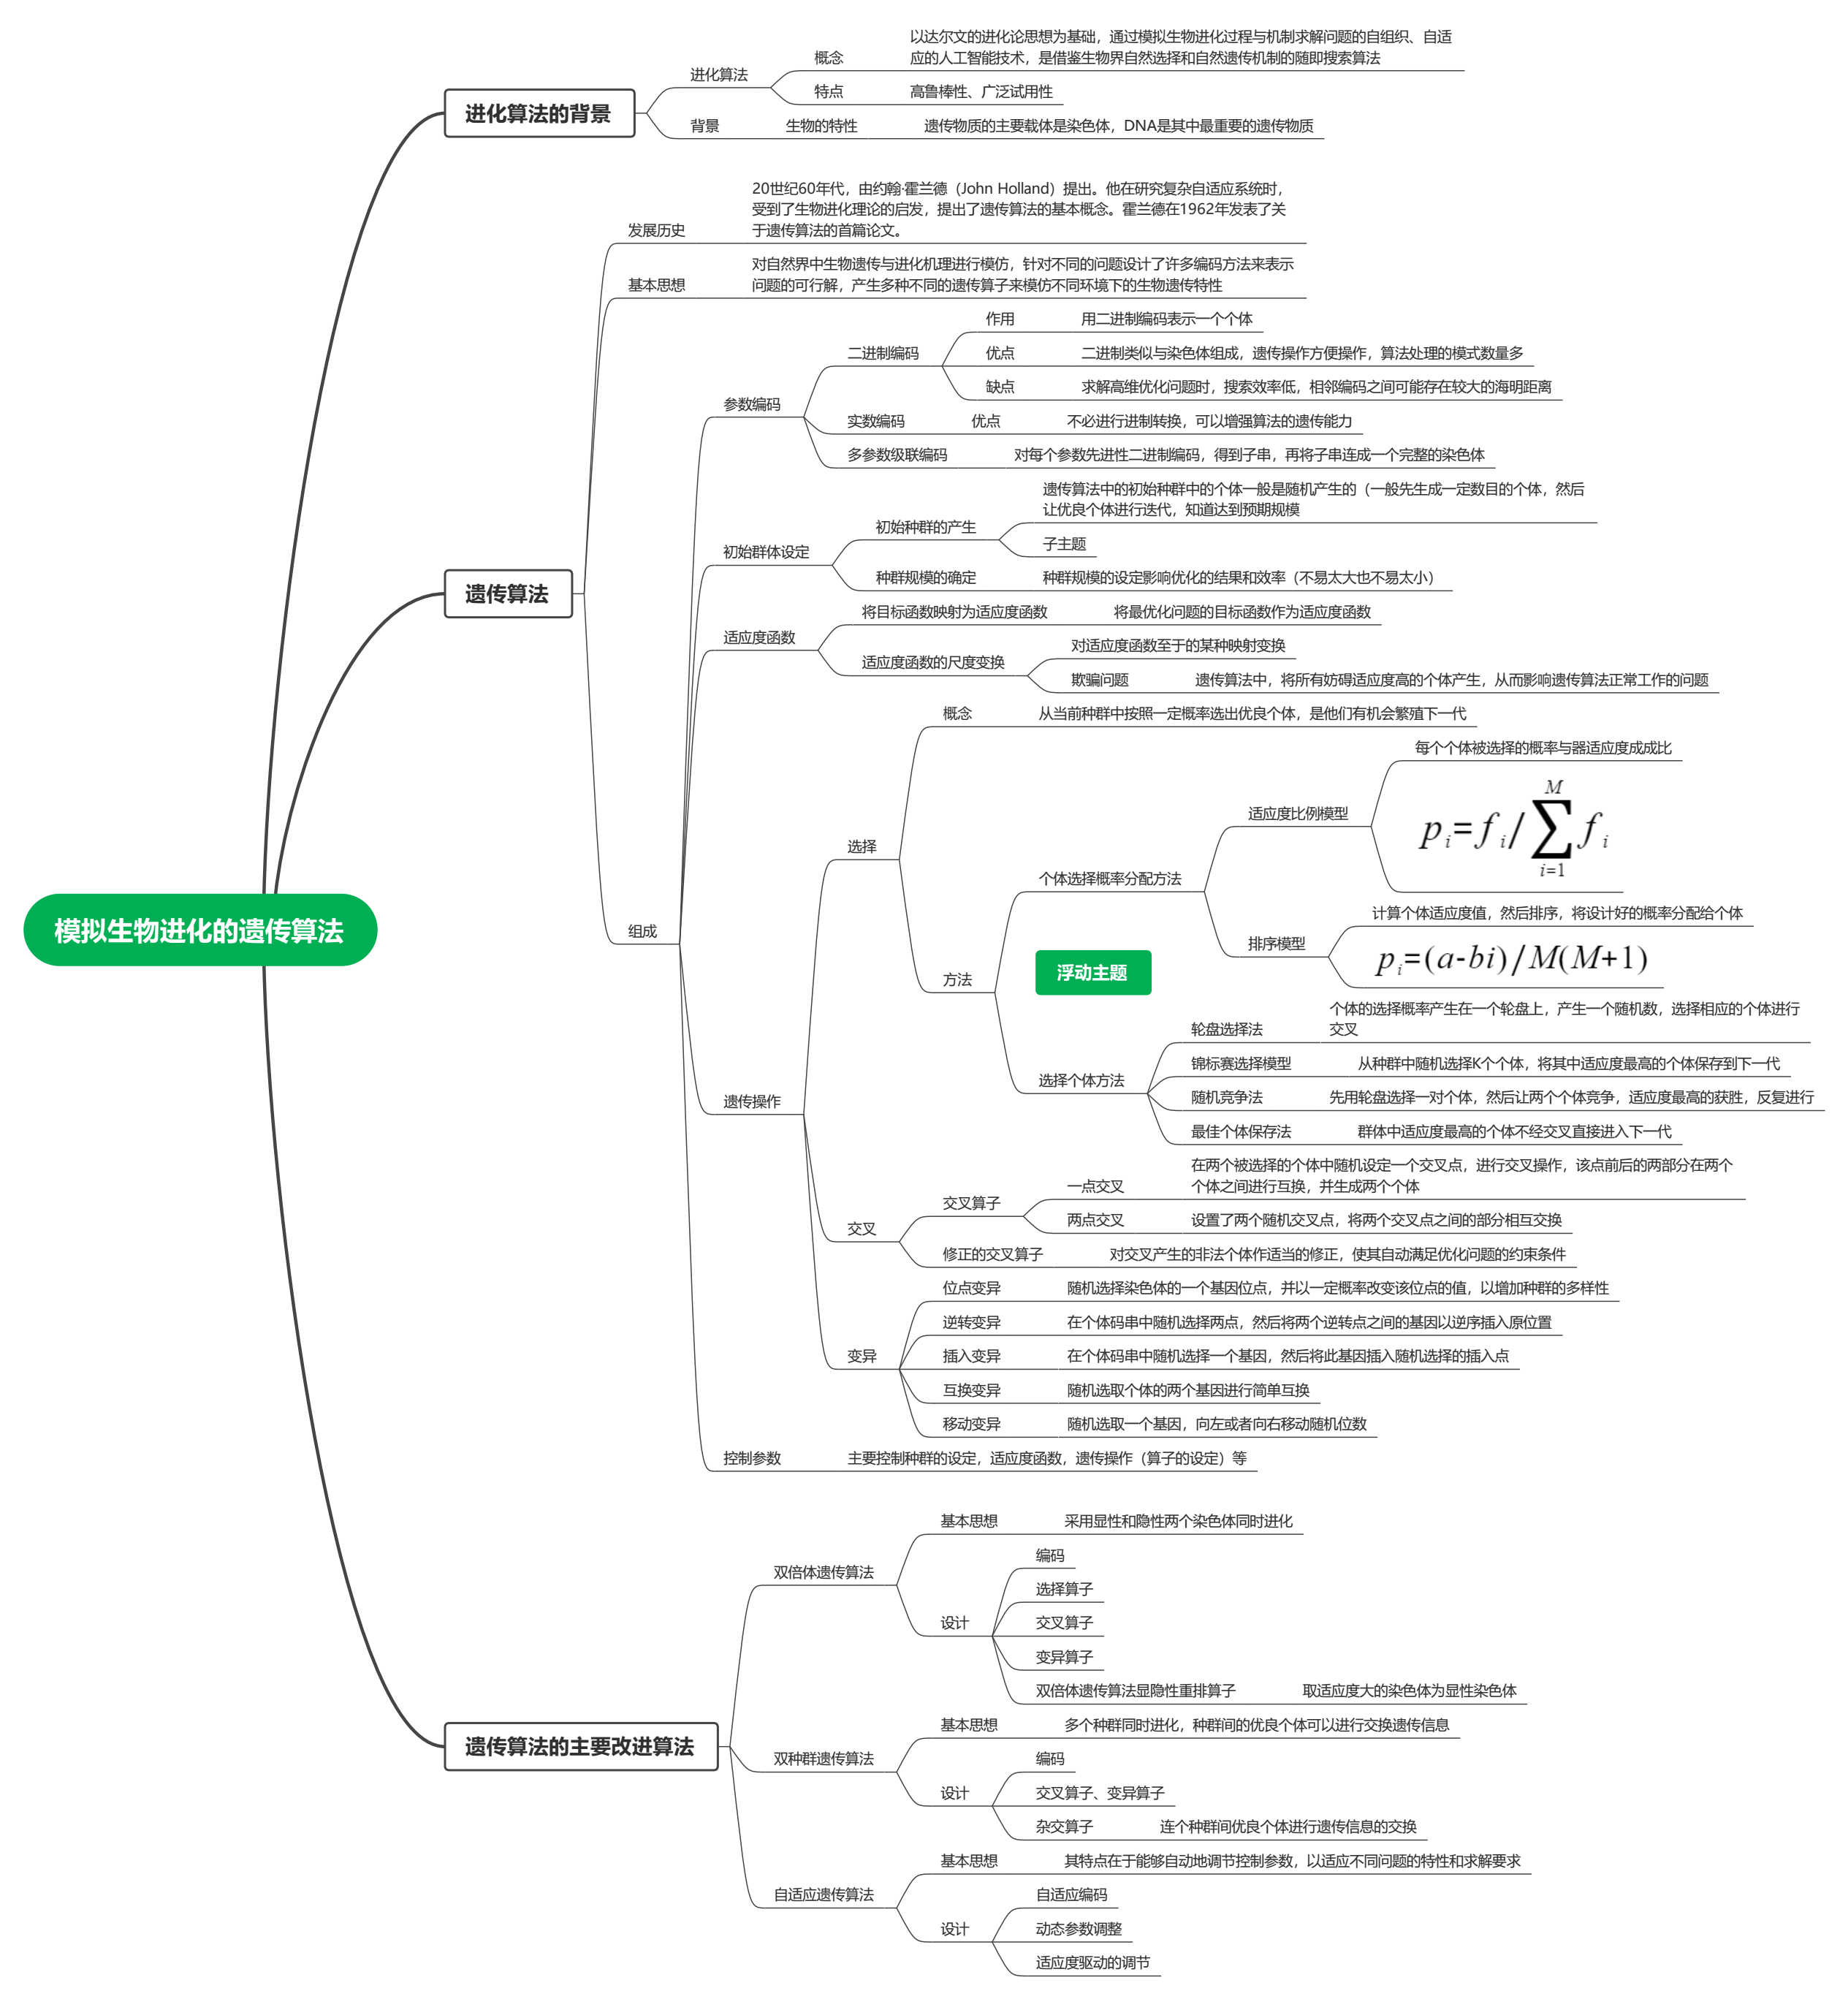 模拟生物进化的遗传算法
进化算法的背景
进化算法
概念
以达尔文的进化论思想为基础，通过模拟生物进化过程与机制求解问题的自组织、自适
应的人工智能技术，是借鉴生物界自然选择和自然遗传机制的随即搜索算法
特点
高鲁棒性、广泛试用性
背景
生物的特性
遗传物质的主要载体是染色体，DNA是其中最重要的遗传物质
遗传算法
发展历史
20世纪60年代，由约翰·霍兰德（John Holland）提出。他在研究复杂自适应系统时，
受到了生物进化理论的启发，提出了遗传算法的基本概念。霍兰德在1962年发表了关
于遗传算法的首篇论文。
基本思想
对自然界中生物遗传与进化机理进行模仿，针对不同的问题设计了许多编码方法来表示
问题的可行解，产生多种不同的遗传算子来模仿不同环境下的生物遗传特性
组成
参数编码
二进制编码
作用
用二进制编码表示一个个体
优点
二进制类似与染色体组成，遗传操作方便操作，算法处理的模式数量多
缺点
求解高维优化问题时，搜索效率低，相邻编码之间可能存在较大的海明距离
实数编码
优点
不必进行进制转换，可以增强算法的遗传能力
多参数级联编码
对每个参数先进性二进制编码，得到子串，再将子串连成一个完整的染色体
初始群体设定
初始种群的产生
遗传算法中的初始种群中的个体一般是随机产生的（一般先生成一定数目的个体，然后
让优良个体进行迭代，知道达到预期规模
子主题
种群规模的确定
种群规模的设定影响优化的结果和效率（不易太大也不易太小）
适应度函数
将目标函数映射为适应度函数
将最优化问题的目标函数作为适应度函数
适应度函数的尺度变换
对适应度函数至于的某种映射变换
欺骗问题
遗传算法中，将所有妨碍适应度高的个体产生，从而影响遗传算法正常工作的问题
遗传操作
选择
概念
从当前种群中按照一定概率选出优良个体，是他们有机会繁殖下一代
方法
个体选择概率分配方法
适应度比例模型
每个个体被选择的概率与器适应度成成比
p_i=f_i/∑_{i=1}^{M}f_i
排序模型
计算个体适应度值，然后排序，将设计好的概率分配给个体
p_i=(a-bi)/M(M+1)
浮动主题
选择个体方法
轮盘选择法
个体的选择概率产生在一个轮盘上，产生一个随机数，选择相应的个体进行
交叉
锦标赛选择模型
从种群中随机选择K个个体，将其中适应度最高的个体保存到下一代
随机竞争法
先用轮盘选择一对个体，然后让两个个体竞争，适应度最高的获胜，反复进行
最佳个体保存法
群体中适应度最高的个体不经交叉直接进入下一代
交叉
交叉算子
一点交叉
在两个被选择的个体中随机设定一个交叉点，进行交叉操作，该点前后的两部分在两个
个体之间进行互换，并生成两个个体
两点交叉
设置了两个随机交叉点，将两个交叉点之间的部分相互交换
修正的交叉算子
对交叉产生的非法个体作适当的修正，使其自动满足优化问题的约束条件
变异
位点变异
随机选择染色体的一个基因位点，并以一定概率改变该位点的值，以增加种群的多样性
逆转变异
在个体码串中随机选择两点，然后将两个逆转点之间的基因以逆序插入原位置
插入变异
在个体码串中随机选择一个基因，然后将此基因插入随机选择的插入点
互换变异
随机选取个体的两个基因进行简单互换
移动变异
随机选取一个基因，向左或者向右移动随机位数
控制参数
主要控制种群的设定，适应度函数，遗传操作（算子的设定）等
遗传算法的主要改进算法
双倍体遗传算法
基本思想
采用显性和隐性两个染色体同时进化
设计
编码
选择算子
交叉算子
变异算子
双倍体遗传算法显隐性重排算子
取适应度大的染色体为显性染色体
双种群遗传算法
基本思想
多个种群同时进化，种群间的优良个体可以进行交换遗传信息
设计
编码
交叉算子、变异算子
杂交算子
连个种群间优良个体进行遗传信息的交换
自适应遗传算法
基本思想
其特点在于能够自动地调节控制参数，以适应不同问题的特性和求解要求
设计
自适应编码
动态参数调整
适应度驱动的调节